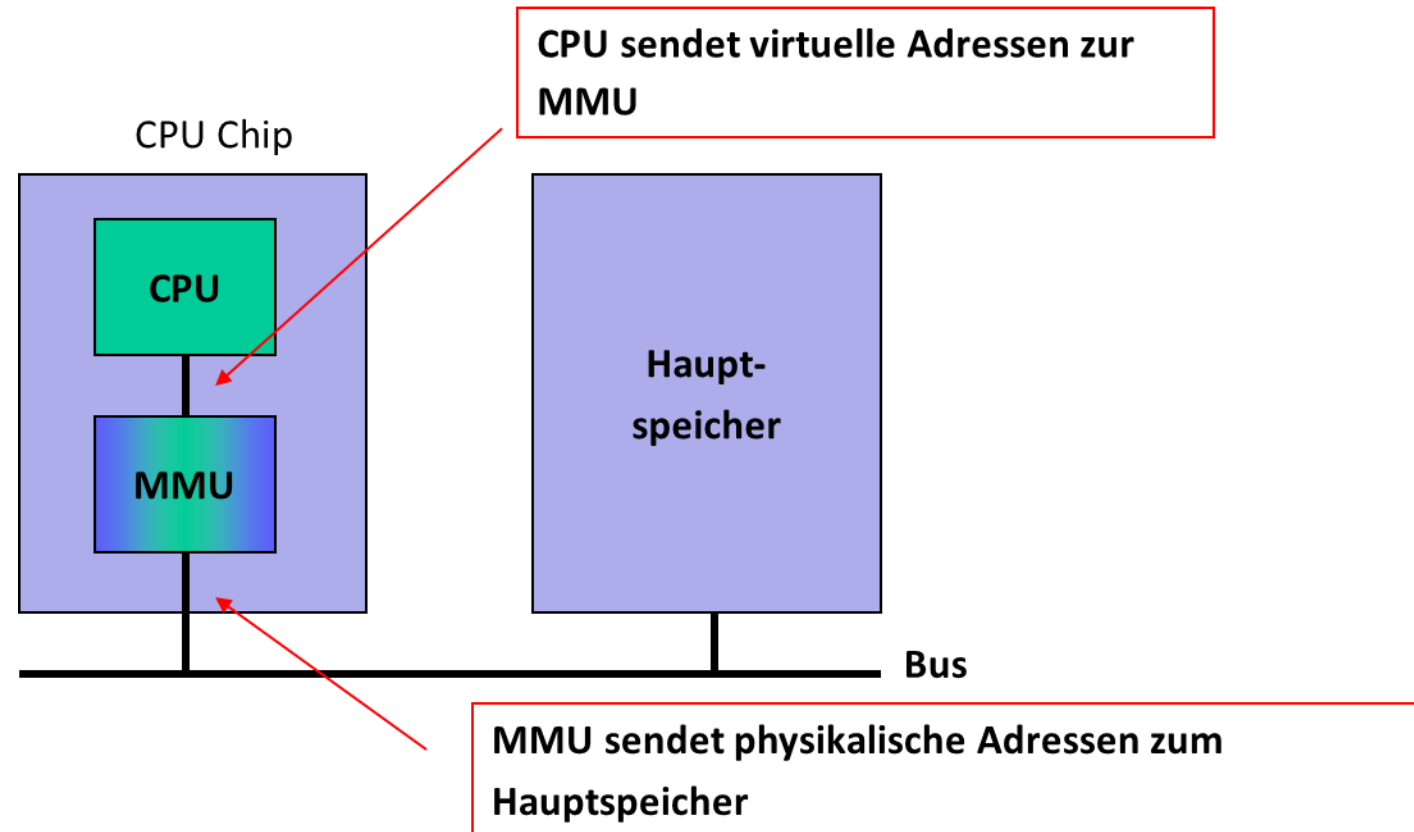 CPU sendet virtuelle Adressen zur
MMU
CPU Chip
CPU
MMU
Haupt-
speicher
Bus
MMU sendet physikalische Adressen zum
Hauptspeicher